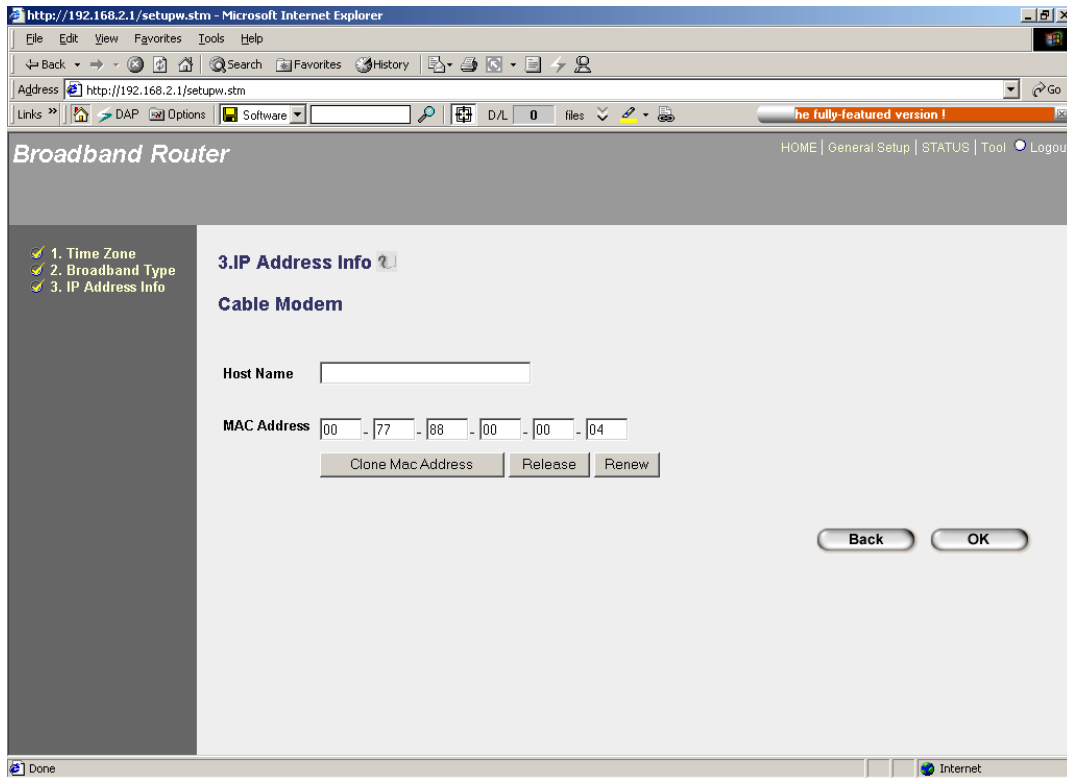 http://192.168.2.1/setupw.stm - Microsoft Internet Explorer
File Edit View Favorites Tools Help
Back Search Favorites History
Address http://192.168.2.1/setupw.stm Go
Links » DAP Options Software D/L 0 files he fully-featured version !
Broadband Router
HOME | General Setup | STATUS | Tool Logou
1. Time Zone
2. Broadband Type
3. IP Address Info
3.IP Address Info
Cable Modem
Host Name
MAC Address 00 - 77 - 88 - 00 - 00 - 04
Clone Mac Address Release Renew
Back OK
Done Internet